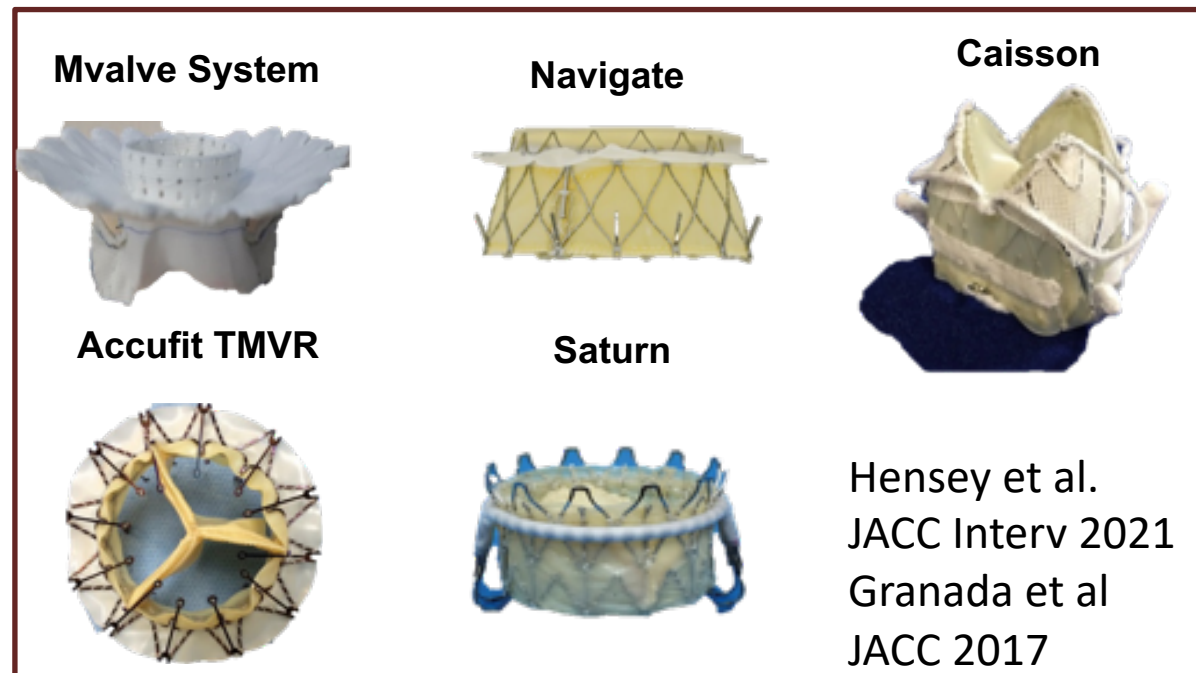 Mvalve System
Navigate
Caisson
Accufit TMVR
Saturn
Hensey et al.
JACC Interv 2021
Granada et al
JACC 2017